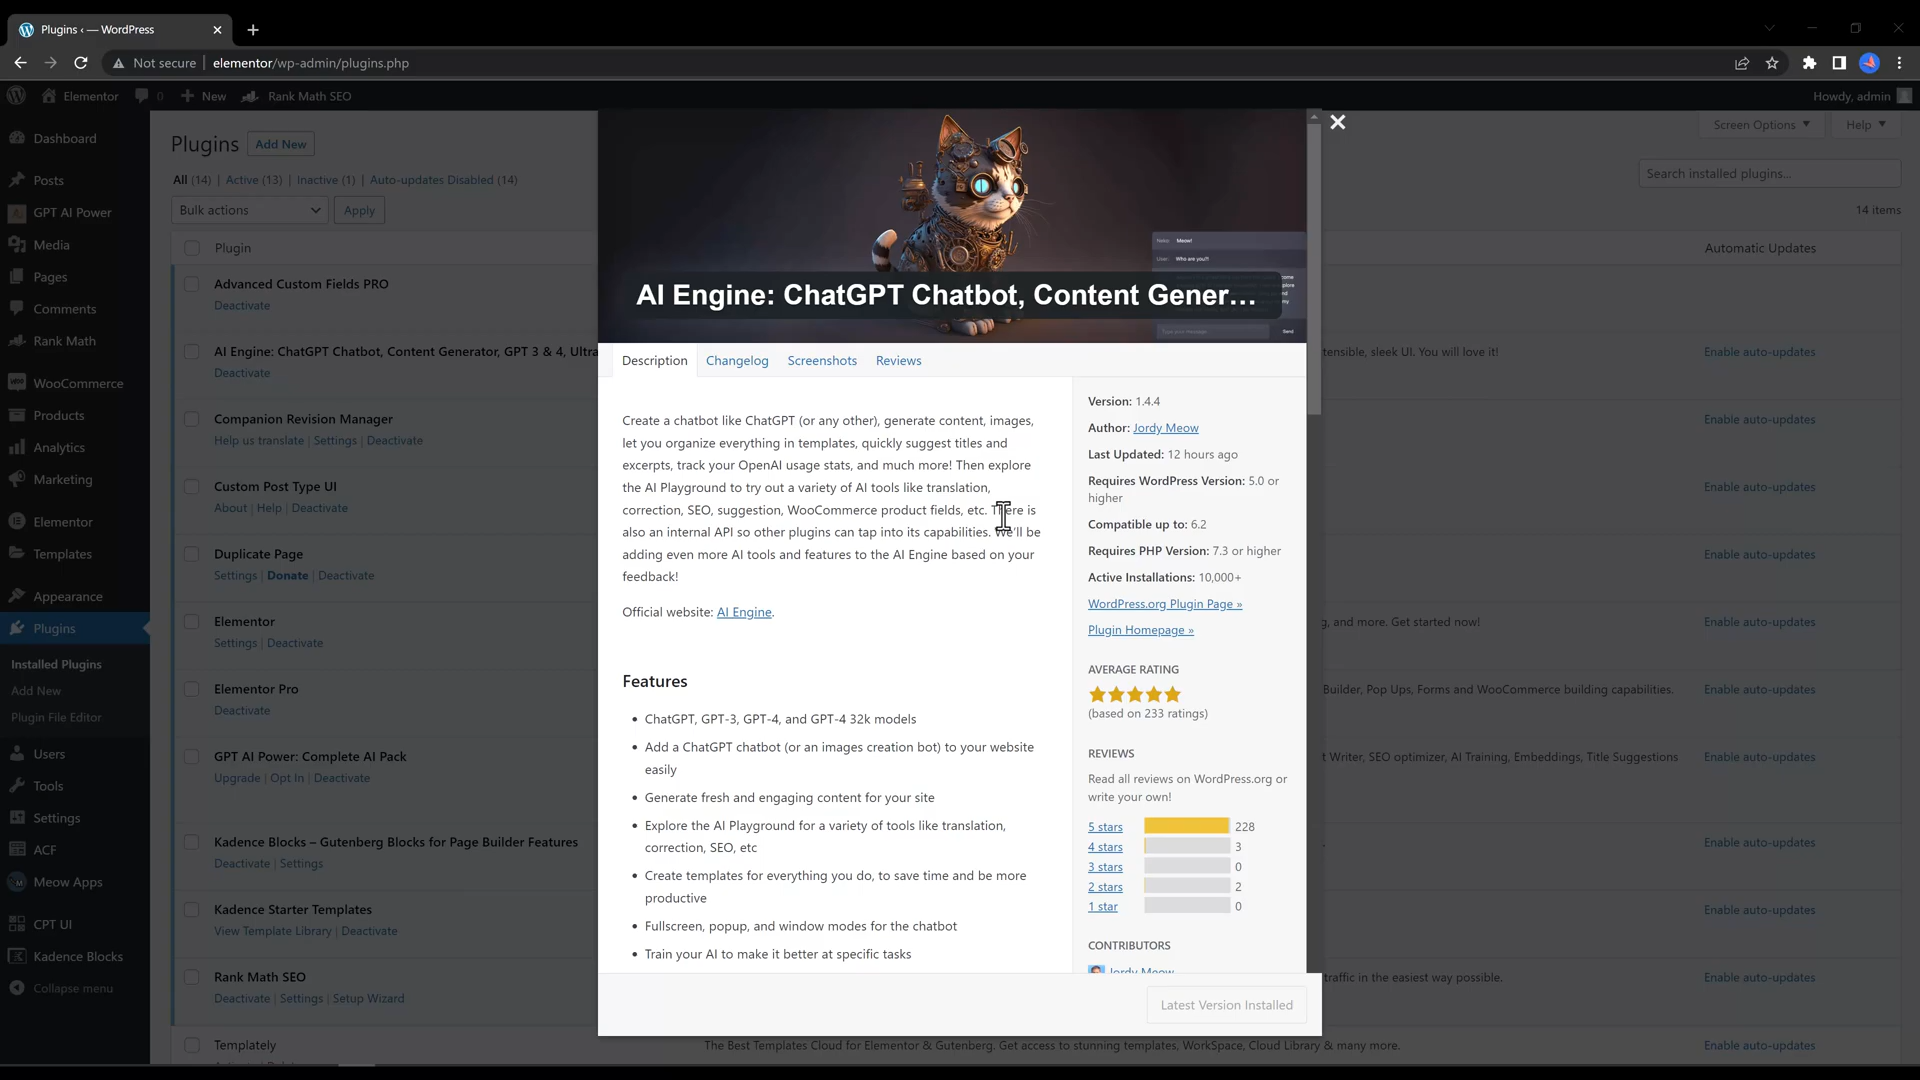 Plugins ‹ — WordPress
Not secure | elementor/wp-admin/plugins.php
Elementor 0 New Rank Math SEO Howdy, admin
Dashboard
Posts
GPT AI Power
Media
Pages
Comments
Rank Math
WooCommerce
Products
Analytics
Marketing
Elementor
Templates
Appearance
Plugins
Installed Plugins
Add New
Plugin File Editor
Users
Tools
Settings
ACF
Meow Apps
CPT UI
Kadence Blocks
Collapse menu
Plugins Add New
Screen Options Help
All (14) | Active (13) | Inactive (1) | Auto-updates Disabled (14)
Search installed plugins...
Bulk actions Apply
14 items
Plugin Automatic Updates
Advanced Custom Fields PRO
Deactivate
AI Engine: ChatGPT Chatbot, Content Generator, GPT 3 & 4, Ultra
tensible, sleek UI. You will love it! Enable auto-updates
Deactivate
Companion Revision Manager Enable auto-updates
Help us translate | Settings | Deactivate
Custom Post Type UI Enable auto-updates
About | Help | Deactivate
Duplicate Page Enable auto-updates
Settings | Donate | Deactivate
Elementor g, and more. Get started now! Enable auto-updates
Settings | Deactivate
Elementor Pro Builder, Pop Ups, Forms and WooCommerce building capabilities. Enable auto-updates
Deactivate
GPT AI Power: Complete AI Pack t Writer, SEO optimizer, AI Training, Embeddings, Title Suggestions Enable auto-updates
Upgrade | Opt In | Deactivate
Kadence Blocks – Gutenberg Blocks for Page Builder Features Enable auto-updates
Deactivate | Settings
Kadence Starter Templates Enable auto-updates
View Template Library | Deactivate
Rank Math SEO traffic in the easiest way possible. Enable auto-updates
Deactivate | Settings | Setup Wizard
Templately The Best Templates Cloud for Elementor & Gutenberg. Get access to stunning templates, WorkSpace, Cloud Library & many more. Enable auto-updates
Neko: Meow!
User: Who are you?!
Type your message... Send
AI Engine: ChatGPT Chatbot, Content Gener...
Description Changelog Screenshots Reviews
Create a chatbot like ChatGPT (or any other), generate content, images,
let you organize everything in templates, quickly suggest titles and
excerpts, track your OpenAI usage stats, and much more! Then explore
the AI Playground to try out a variety of AI tools like translation,
correction, SEO, suggestion, WooCommerce product fields, etc. There is
also an internal API so other plugins can tap into its capabilities. We'll be
adding even more AI tools and features to the AI Engine based on your
feedback!
Official website: AI Engine.
Features
• ChatGPT, GPT-3, GPT-4, and GPT-4 32k models
• Add a ChatGPT chatbot (or an images creation bot) to your website
easily
• Generate fresh and engaging content for your site
• Explore the AI Playground for a variety of tools like translation,
correction, SEO, etc
• Create templates for everything you do, to save time and be more
productive
• Fullscreen, popup, and window modes for the chatbot
• Train your AI to make it better at specific tasks
Version: 1.4.4
Author: Jordy Meow
Last Updated: 12 hours ago
Requires WordPress Version: 5.0 or
higher
Compatible up to: 6.2
Requires PHP Version: 7.3 or higher
Active Installations: 10,000+
WordPress.org Plugin Page »
Plugin Homepage »
AVERAGE RATING
(based on 233 ratings)
REVIEWS
Read all reviews on WordPress.org or
write your own!
5 stars 228
4 stars 3
3 stars 0
2 stars 2
1 star 0
CONTRIBUTORS
Jordy Meow
Latest Version Installed